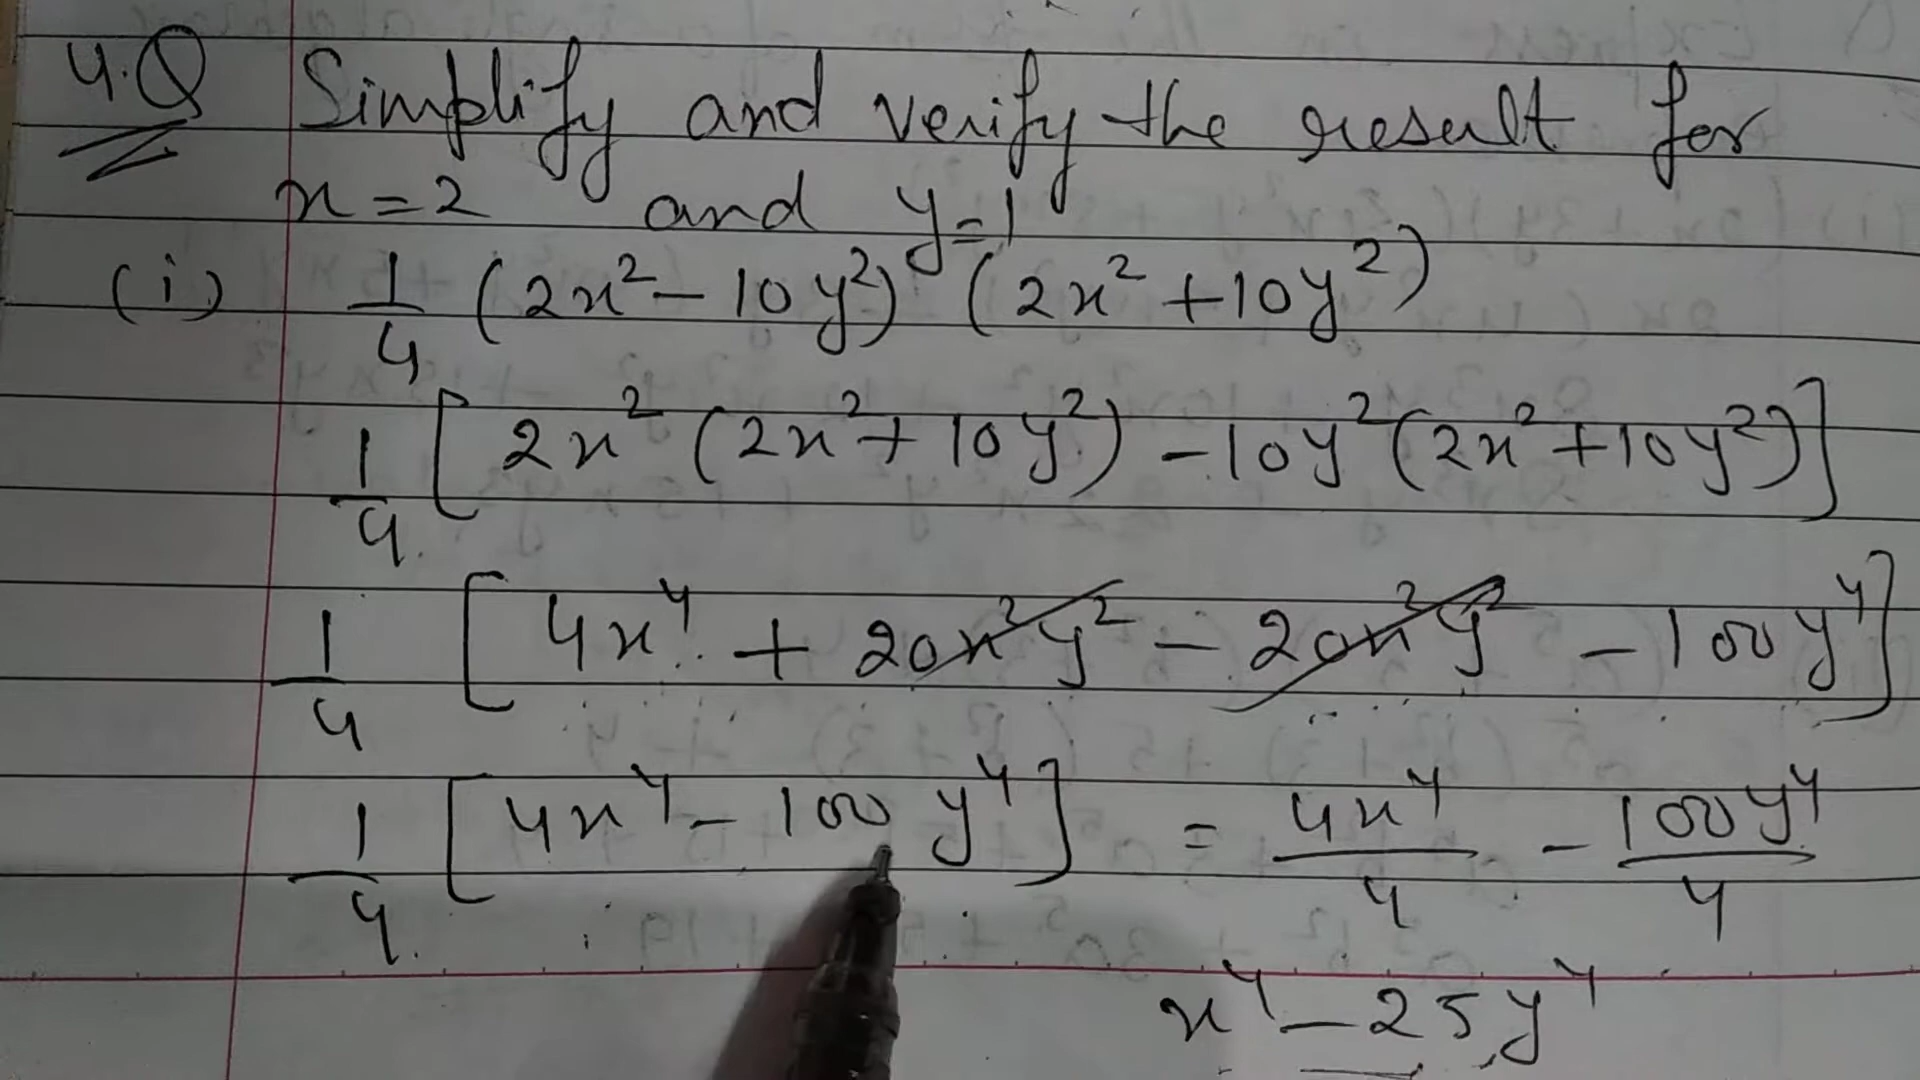 4.Q Simplify and verify the result for
x = 2 and y = 1
(i) 1/4 (2x² - 10y²) (2x² + 10y²)
1/4 [2x² (2x² + 10y²) - 10y² (2x² + 10y²)]
1/4 [4x⁴ + 20x²y² - 20x²y² - 100y⁴]
1/4 [4x⁴ - 100y⁴] = 4x⁴/4 - 100y⁴/4
x⁴ - 25y⁴